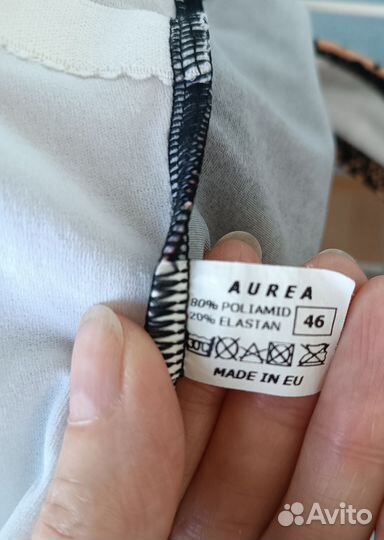 AUREA
80% POLIAMID
20% ELASTAN
46
MADE IN EU
Avito